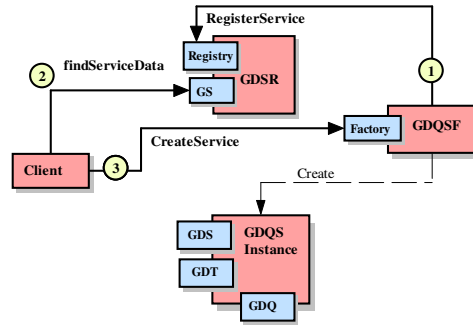 RegisterService
2
findServiceData
Registry
GDSR
1
GS
Factory
GDQSF
CreateService
Client
3
Create
GDS
GDQS
Instance
GDT
GDQ